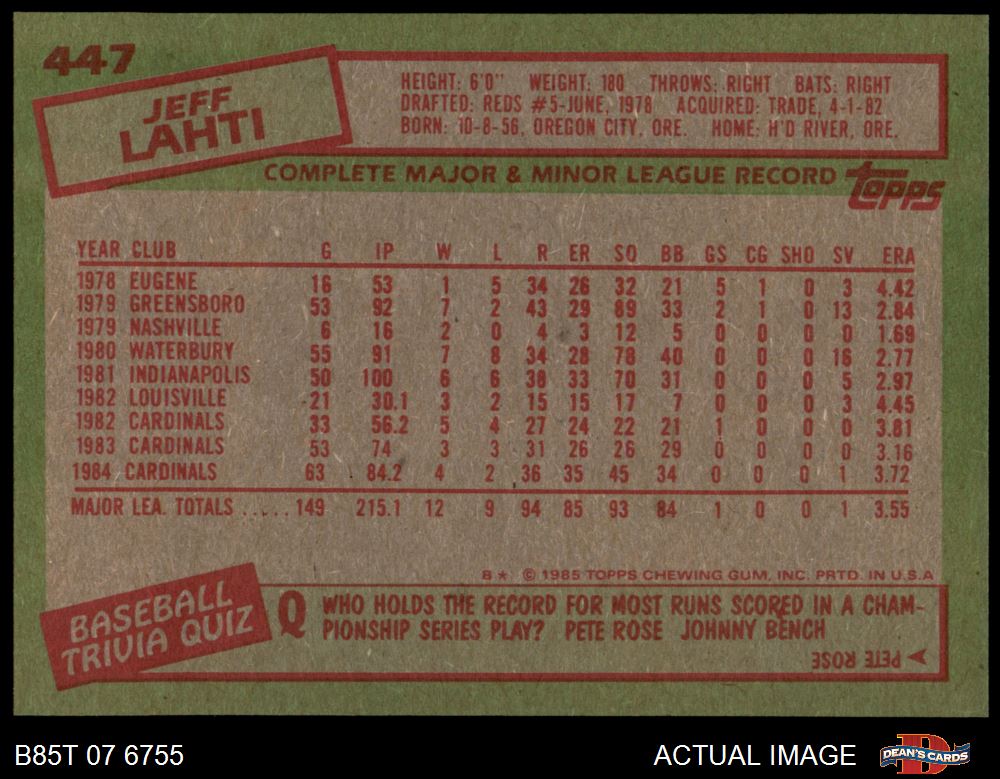 447
JEFF
LAHTI
HEIGHT: 6'0" WEIGHT: 180 THROWS: RIGHT BATS: RIGHT
DRAFTED: REDS #5-JUNE, 1978 ACQUIRED: TRADE, 4-1-82
BORN: 10-8-56, OREGON CITY, ORE. HOME: H'D RIVER, ORE.
COMPLETE MAJOR & MINOR LEAGUE RECORD topps
YEAR CLUB G IP W L R ER SO BB GS CG SHO SV ERA
1978 EUGENE 16 53 1 5 34 26 32 21 5 1 0 3 4.42
1979 GREENSBORO 53 92 7 2 43 29 89 33 2 1 0 13 2.84
1979 NASHVILLE 6 16 2 0 4 3 12 5 0 0 0 0 1.69
1980 WATERBURY 55 91 7 8 34 28 78 40 0 0 0 16 2.77
1981 INDIANAPOLIS 50 100 6 6 38 33 70 31 0 0 0 5 2.97
1982 LOUISVILLE 21 30.1 3 2 15 15 17 7 0 0 0 3 4.45
1982 CARDINALS 33 56.2 5 4 27 24 22 21 1 0 0 0 3.81
1983 CARDINALS 53 74 3 3 31 26 26 29 0 0 0 0 3.16
1984 CARDINALS 63 84.2 4 2 36 35 45 34 0 0 0 1 3.72
MAJOR LEA. TOTALS ..... 149 215.1 12 9 94 85 93 84 1 0 0 1 3.55
8★ © 1985 TOPPS CHEWING GUM, INC. PRTD. IN U.S.A
BASEBALL
TRIVIA QUIZ
Q WHO HOLDS THE RECORD FOR MOST RUNS SCORED IN A CHAM-
PIONSHIP SERIES PLAY? PETE ROSE JOHNNY BENCH
PETE ROSE
B85T 07 6755 ACTUAL IMAGE DEAN'S CARDS